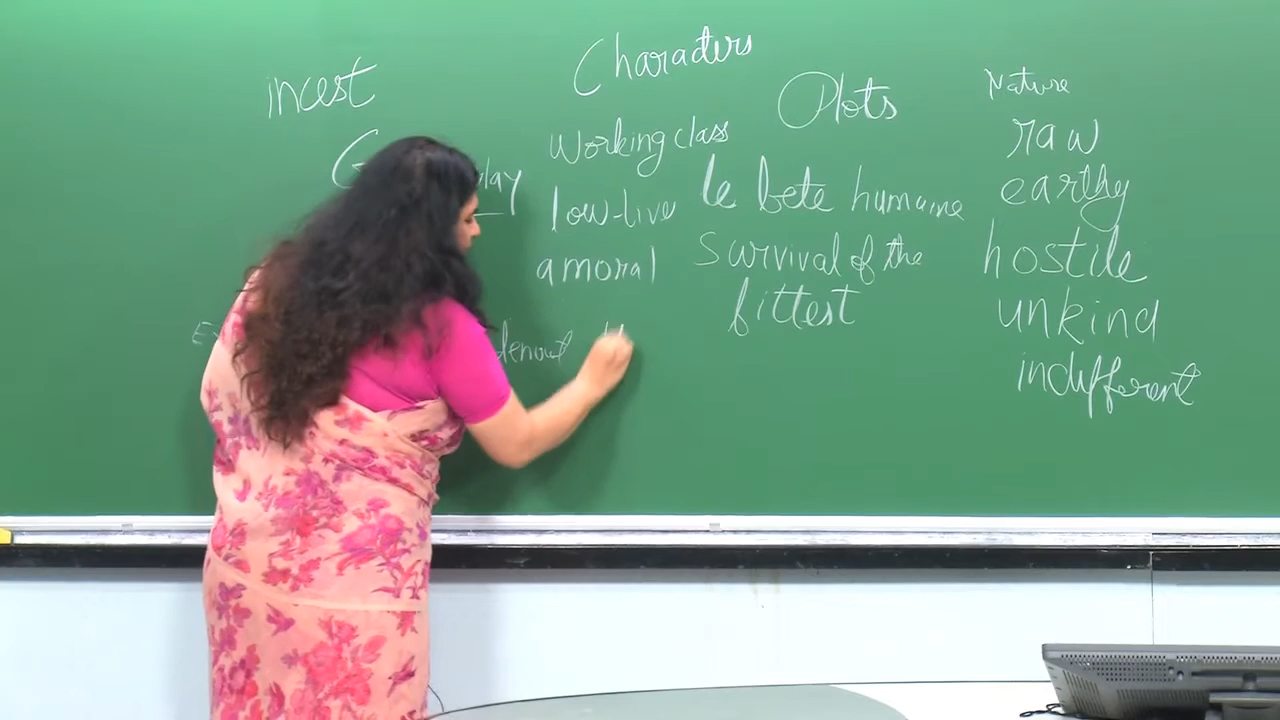 incest
Characters
Working class
low-live
amoral
Plots
le bete humaine
Survival of the
fittest
Nature
raw
earthy
hostile
unkind
indifferent